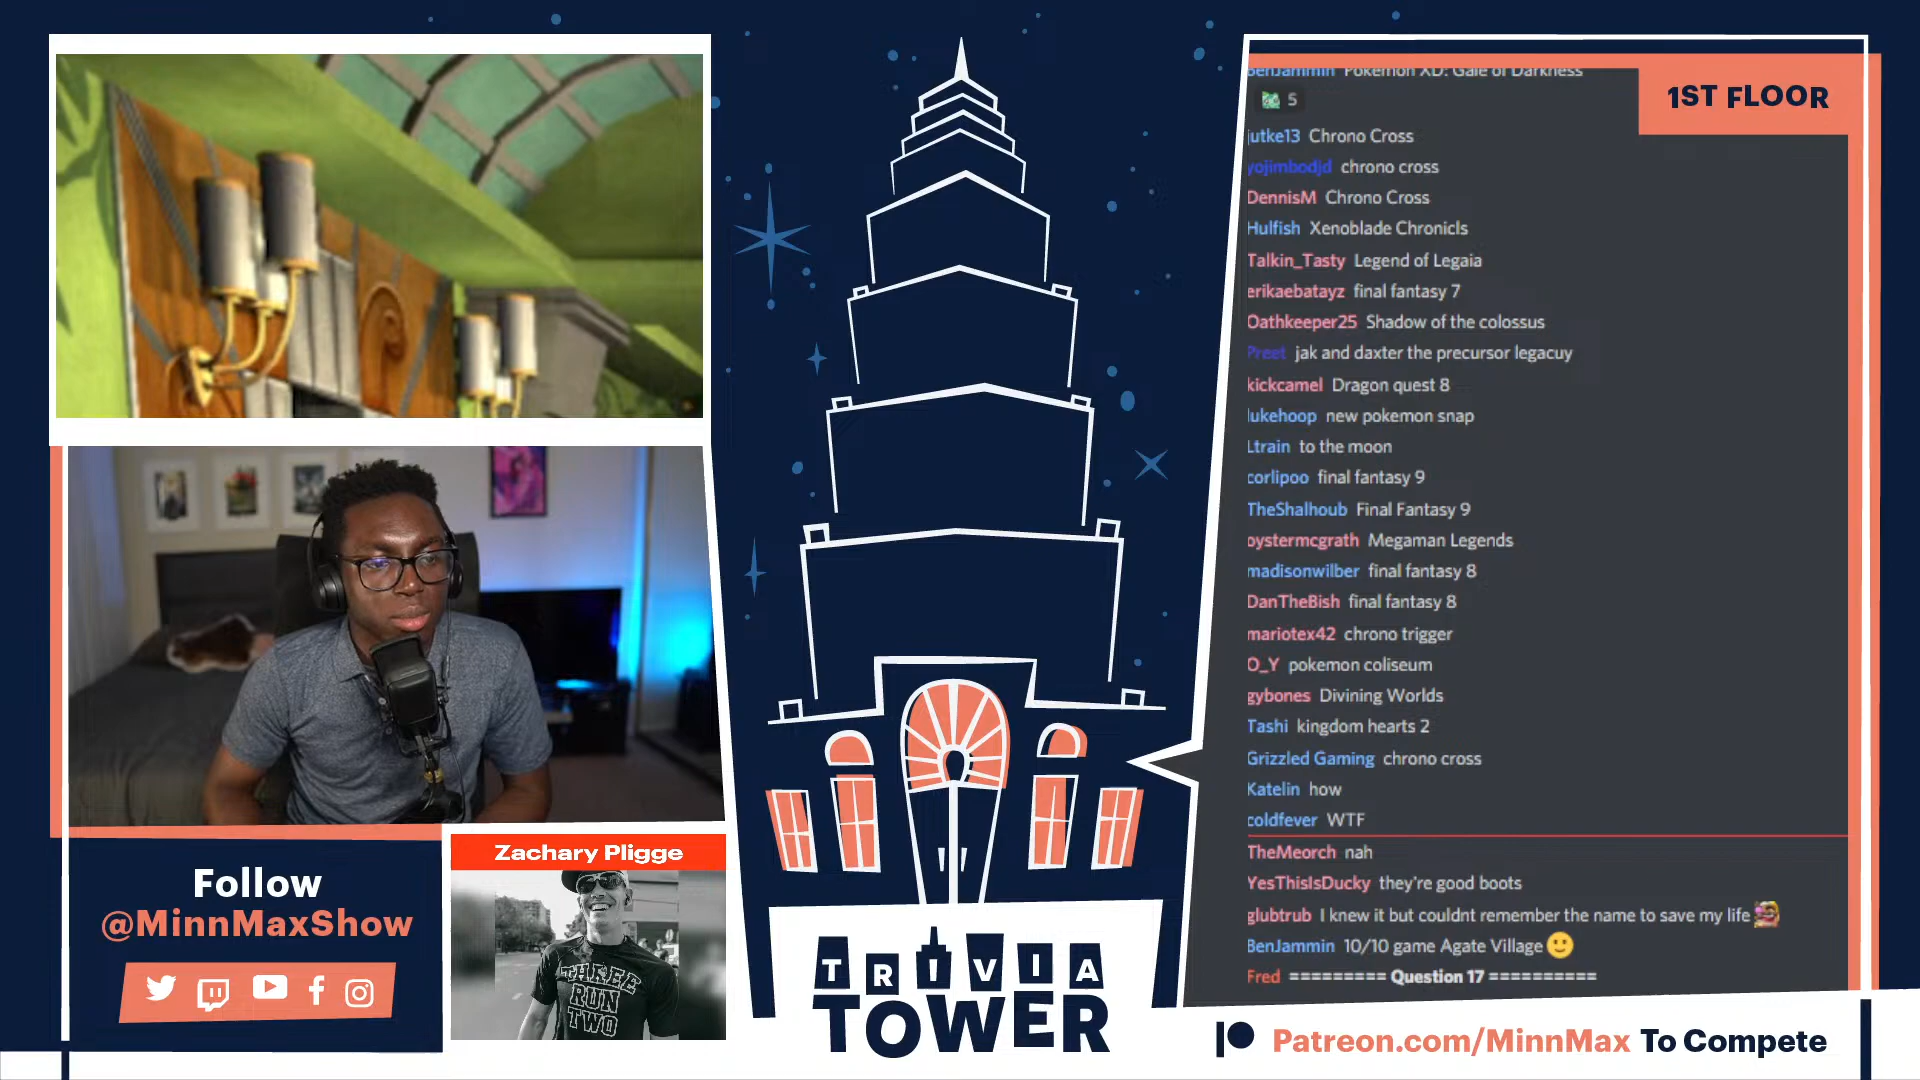 1ST FLOOR
BenJammin Pokemon XD: Gale of Darkness
5
jutke13 Chrono Cross
yojimbodjd chrono cross
DennisM Chrono Cross
Hulfish Xenoblade Chronicls
Talkin_Tasty Legend of Legaia
erikaebatayz final fantasy 7
Oathkeeper25 Shadow of the colossus
Preet jak and daxter the precursor legacuy
kickcamel Dragon quest 8
lukehoop new pokemon snap
Ltrain to the moon
corlipoo final fantasy 9
TheShalhoub Final Fantasy 9
oystermcgrath Megaman Legends
madisonwilber final fantasy 8
DanTheBish final fantasy 8
mariotex42 chrono trigger
O_Y pokemon coliseum
gybones Divining Worlds
Tashi kingdom hearts 2
Grizzled Gaming chrono cross
Katelin how
coldfever WTF
TheMeorch nah
YesThisIsDucky they're good boots
glubtrub I knew it but couldnt remember the name to save my life
BenJammin 10/10 game Agate Village 🙂
Fred ========= Question 17 ==========
Follow
@MinnMaxShow
Zachary Pligge
THREE
RUN
TWO
TRIVIA
TOWER
Patreon.com/MinnMax To Compete